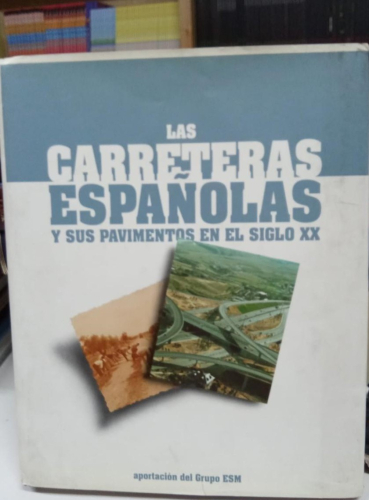 LAS
CARRETERAS
ESPAÑOLAS
Y SUS PAVIMENTOS EN EL SIGLO XX
aportación del Grupo ESM